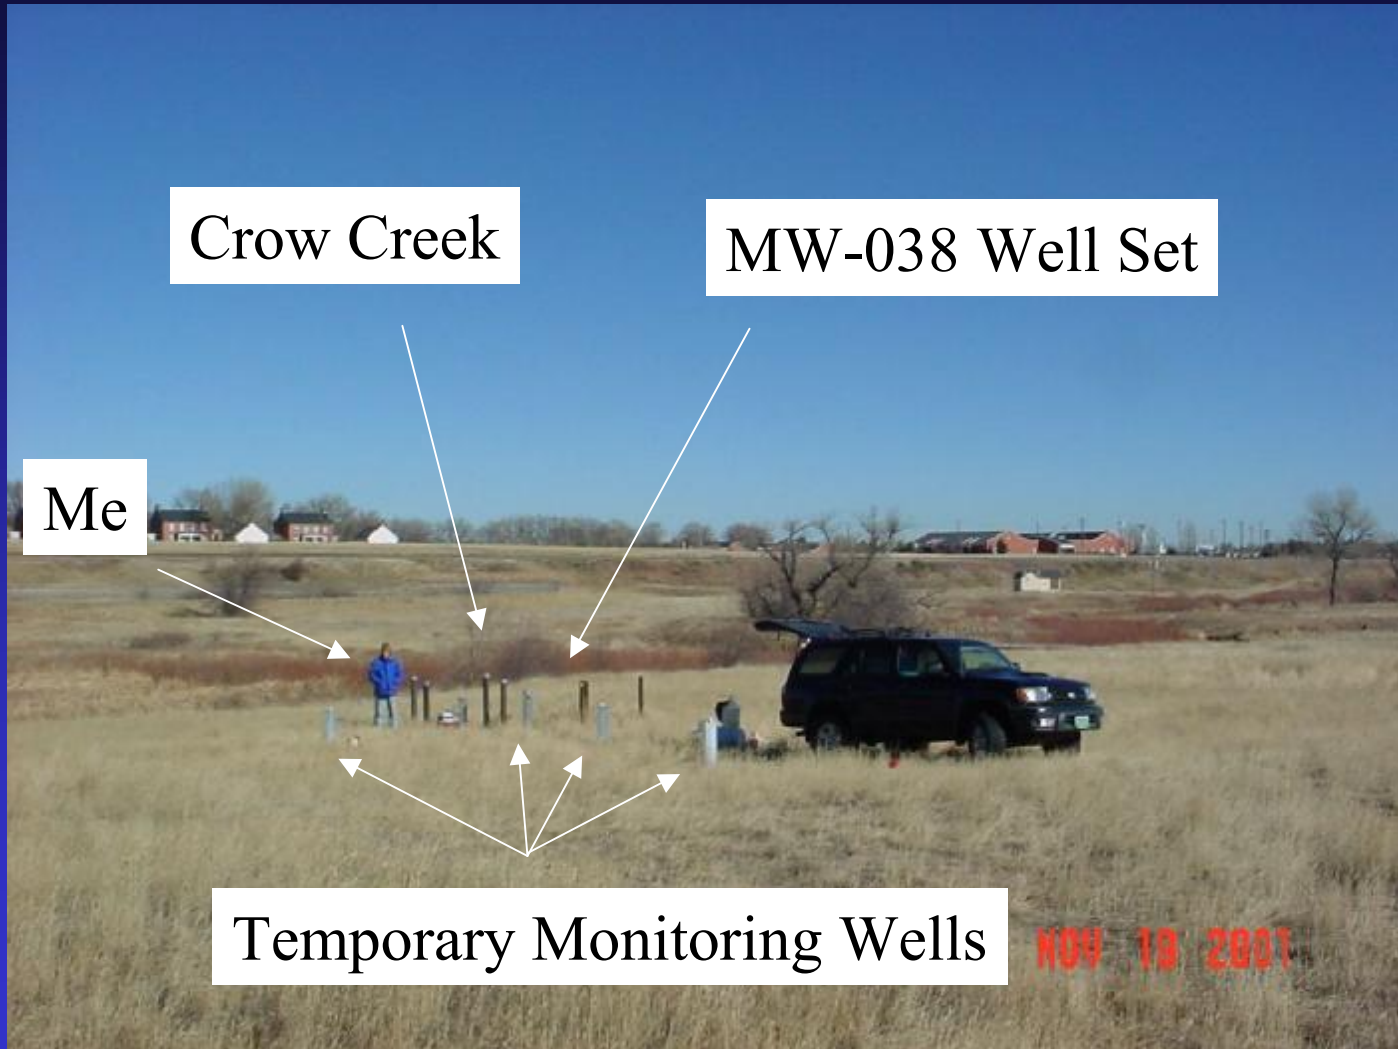 Crow Creek
MW-038 Well Set
Me
Temporary Monitoring Wells
NOV 19 2001